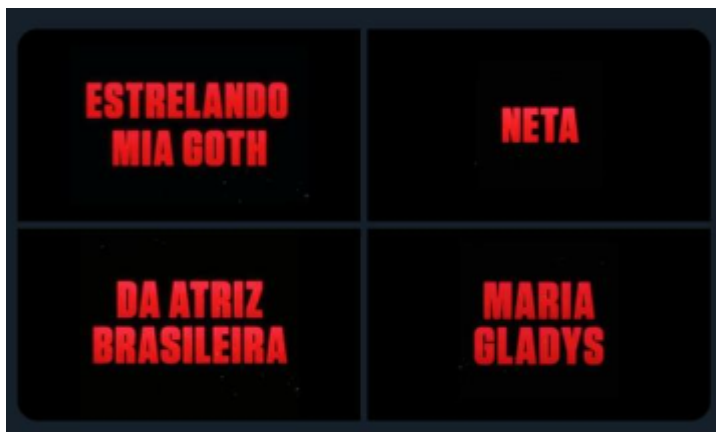 ESTRELANDO
MIA GOTH
NETA
DA ATRIZ
BRASILEIRA
MARIA
GLADYS